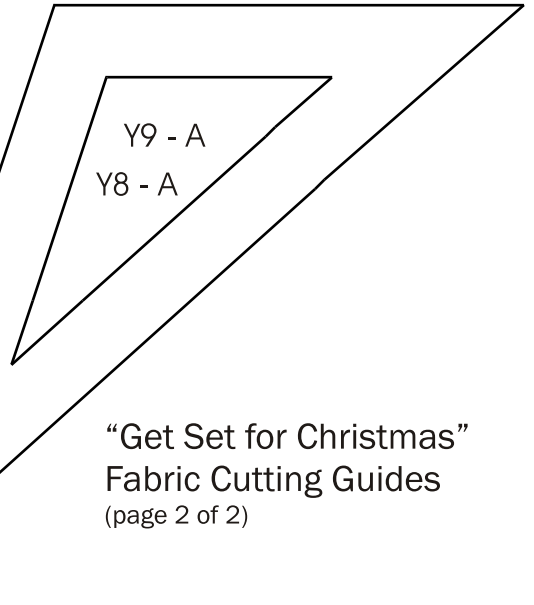 Y9 - A
Y8 - A
“Get Set for Christmas”
Fabric Cutting Guides
(page 2 of 2)